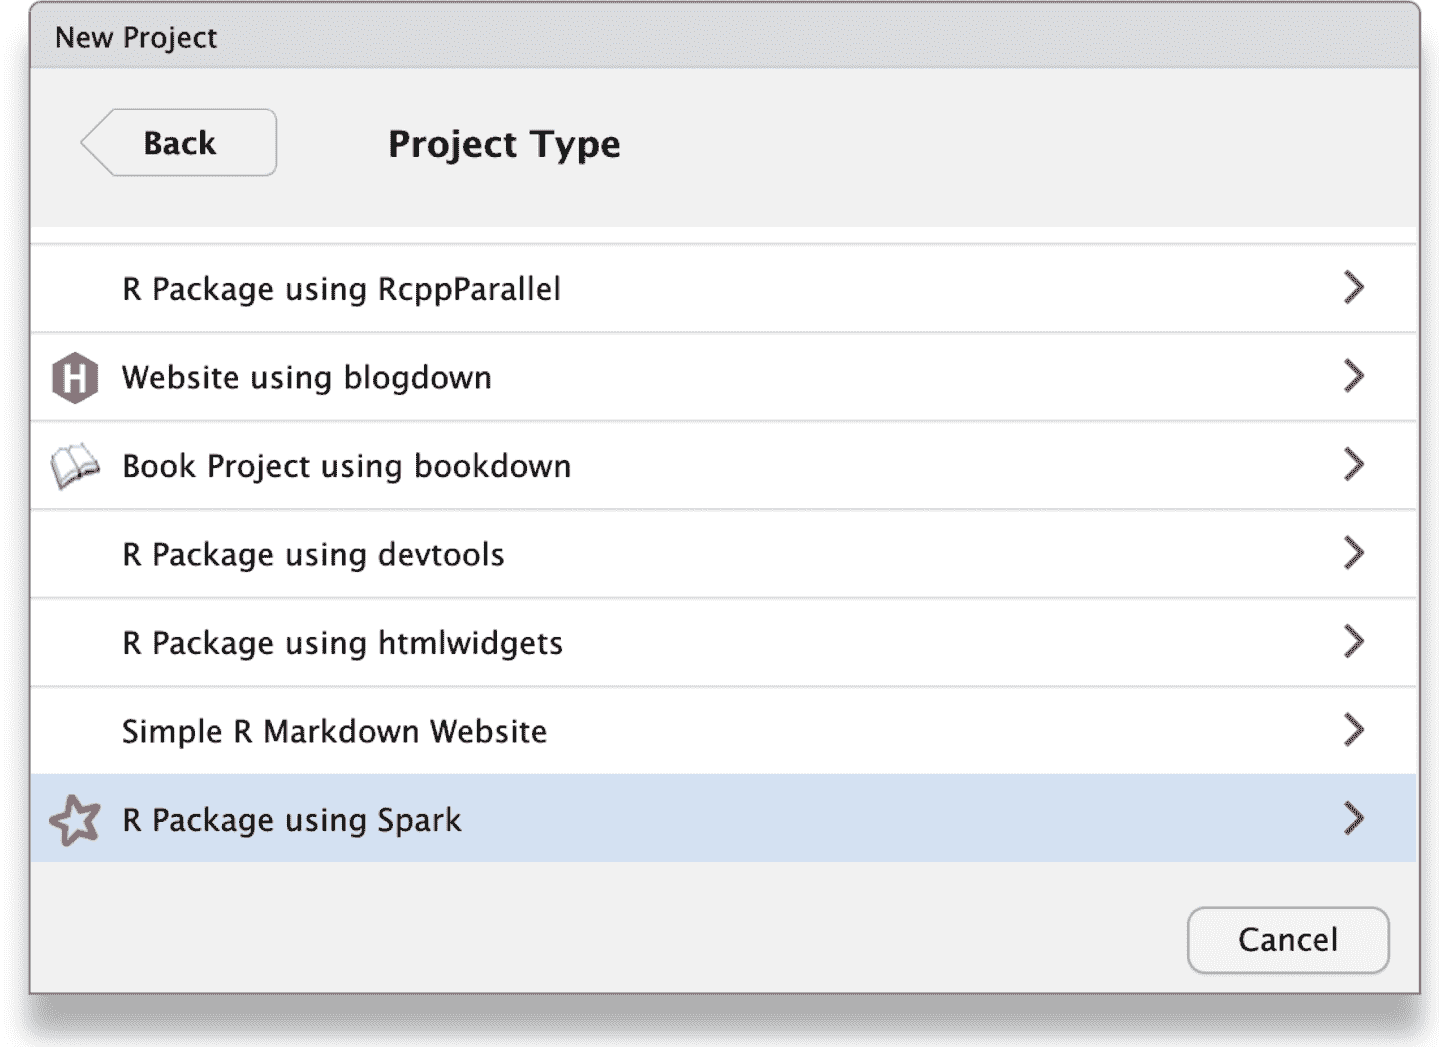 New Project
Back
Project Type
R Package using RcppParallel
H
Website using blogdown
Book Project using bookdown
R Package using devtools
R Package using htmlwidgets
Simple R Markdown Website
R Package using Spark
Cancel